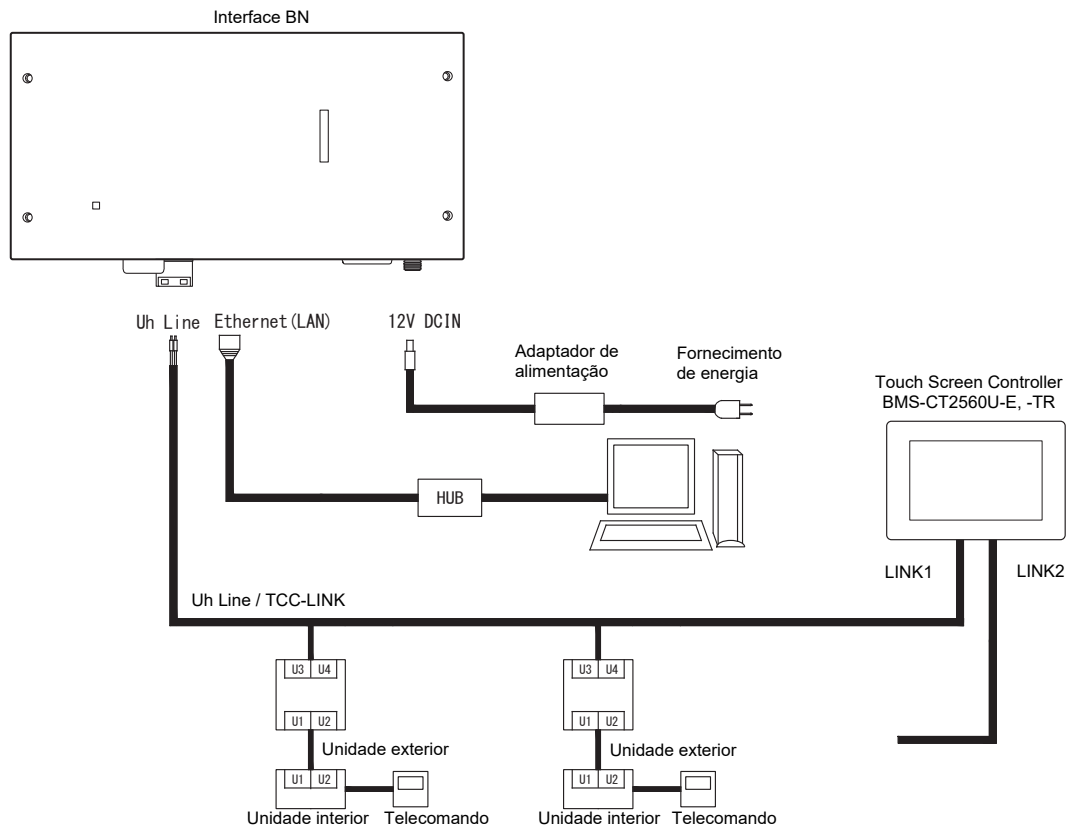 Interface BN
Uh Line
Ethernet(LAN)
12V DCIN
Adaptador de
alimentação
Fornecimento
de energia
Touch Screen Controller
BMS-CT2560U-E, -TR
HUB
LINK1
LINK2
Uh Line / TCC-LINK
U3 U4
U3 U4
U1 U2
U1 U2
Unidade exterior
Unidade exterior
U1 U2
U1 U2
Unidade interior
Telecomando
Unidade interior
Telecomando